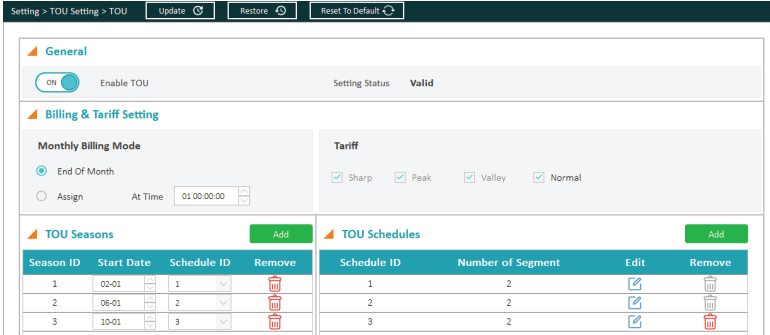 Setting > TOU Setting > TOU Update Restore Reset To Default
General
ON Enable TOU Setting Status Valid
Billing & Tariff Setting
Monthly Billing Mode Tariff
End Of Month
Sharp Peak Valley Normal
Assign At Time 01 00:00:00
TOU Seasons Add TOU Schedules Add
Season ID Start Date Schedule ID Remove Schedule ID Number of Segment Edit Remove
1 02-01 1 1 2
2 06-01 2 2 2
3 10-01 3 3 2